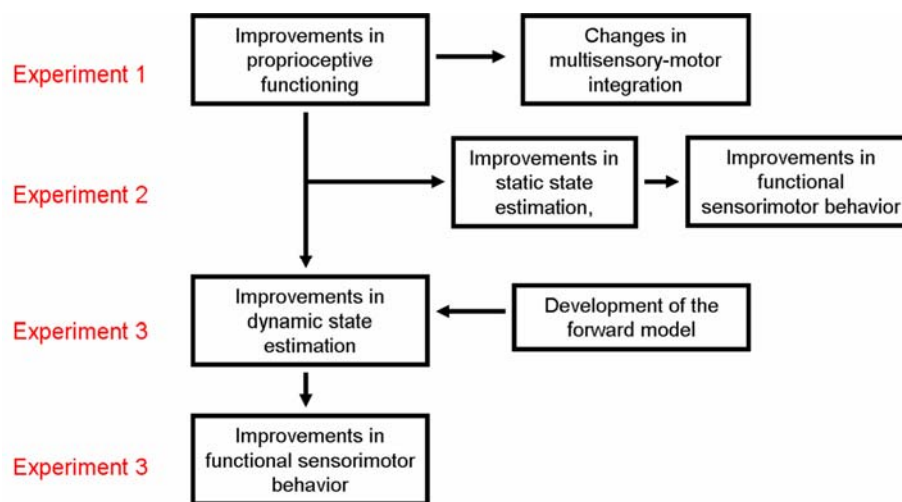 Experiment 1
Improvements in
proprioceptive
functioning
Changes in
multisensory-motor
integration
Experiment 2
Improvements in
static state
estimation,
Improvements in
functional
sensorimotor behavior
Experiment 3
Improvements in
dynamic state
estimation
Development of the
forward model
Experiment 3
Improvements in
functional sensorimotor
behavior